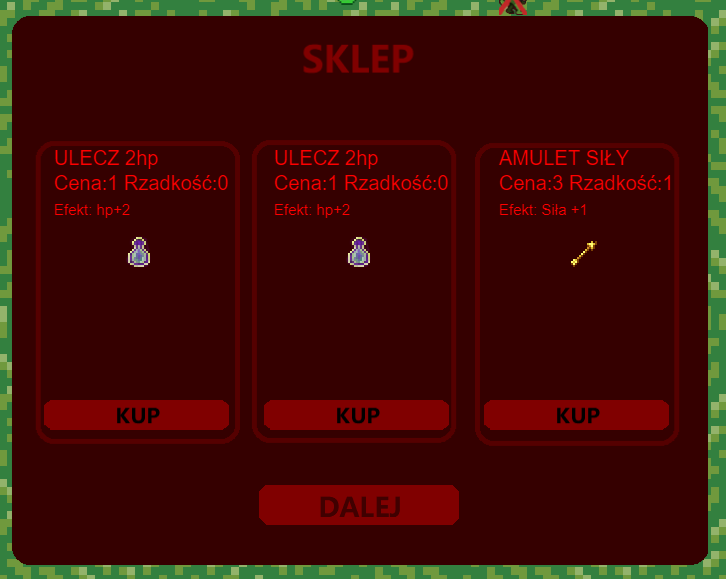 SKLEP
ULECZ 2hp
Cena:1 Rzadkość:0
Efekt: hp+2
KUP
ULECZ 2hp
Cena:1 Rzadkość:0
Efekt: hp+2
KUP
AMULET SIŁY
Cena:3 Rzadkość:1
Efekt: Siła +1
KUP
DALEJ